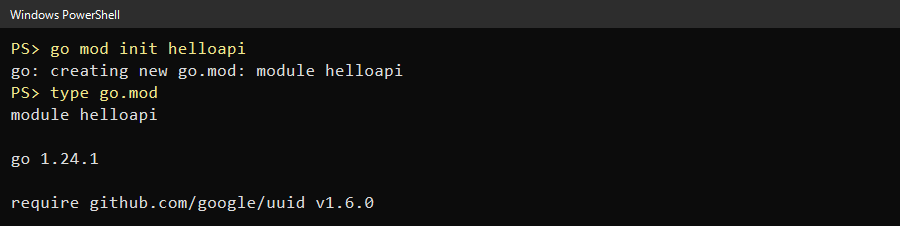 Windows PowerShell
PS> go mod init helloapi
go: creating new go.mod: module helloapi
PS> type go.mod
module helloapi
go 1.24.1
require github.com/google/uuid v1.6.0